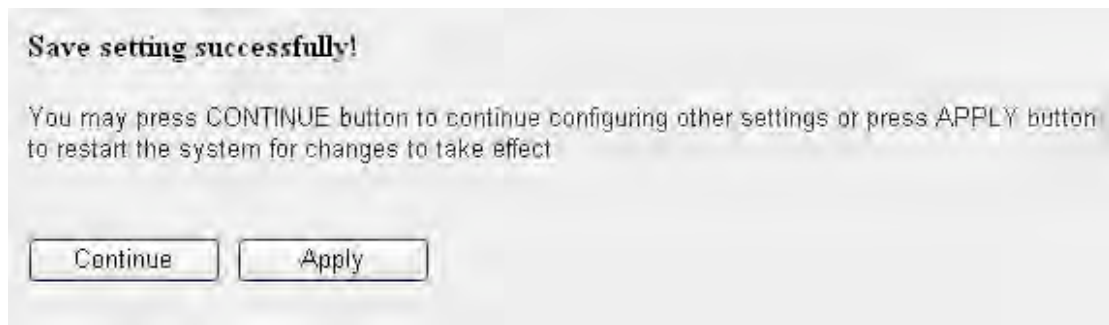 Save setting successfully!
You may press CONTINUE button to continue configuring other settings or press APPLY button
to restart the system for changes to take effect
Continue
Apply